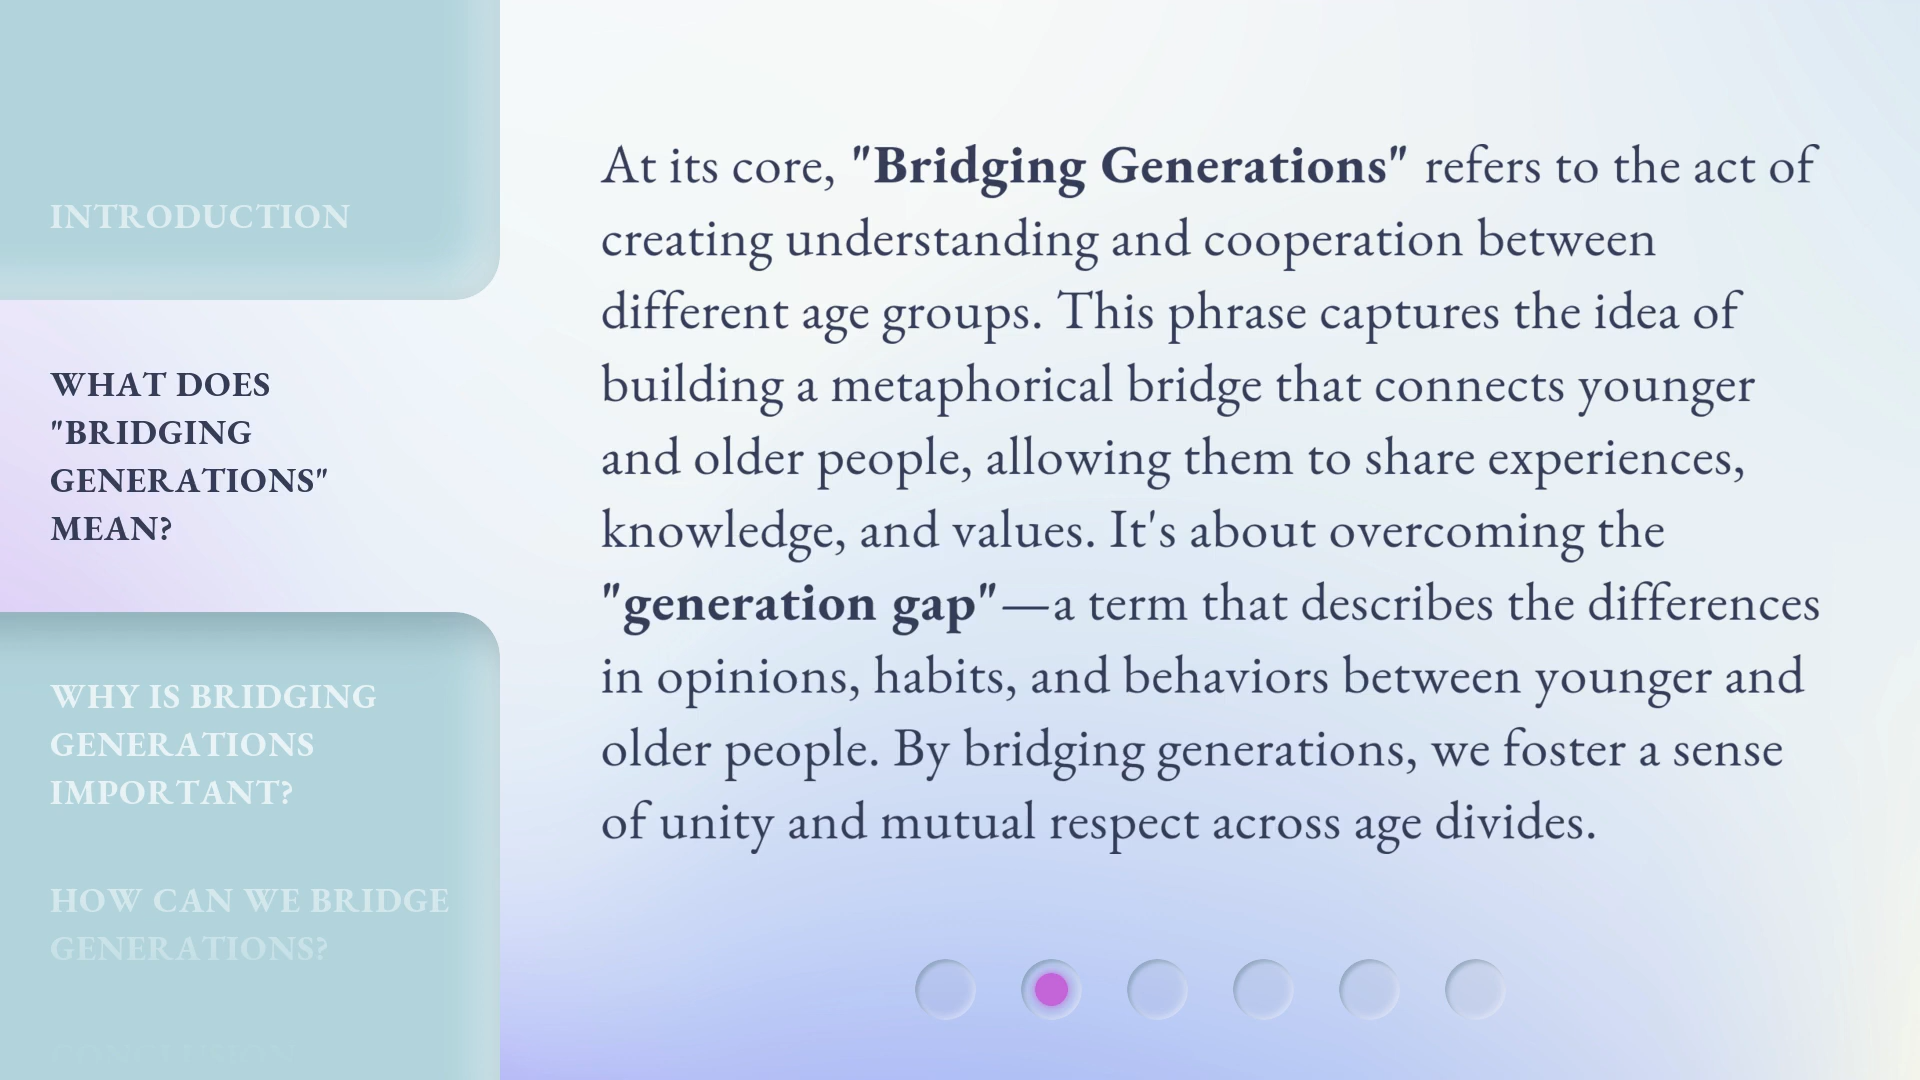 INTRODUCTION
WHAT DOES
"BRIDGING
GENERATIONS"
MEAN?
WHY IS BRIDGING
GENERATIONS
IMPORTANT?
HOW CAN WE BRIDGE
GENERATIONS?
CONCLUSION
At its core, "Bridging Generations" refers to the act of
creating understanding and cooperation between
different age groups. This phrase captures the idea of
building a metaphorical bridge that connects younger
and older people, allowing them to share experiences,
knowledge, and values. It's about overcoming the
"generation gap"—a term that describes the differences
in opinions, habits, and behaviors between younger and
older people. By bridging generations, we foster a sense
of unity and mutual respect across age divides.